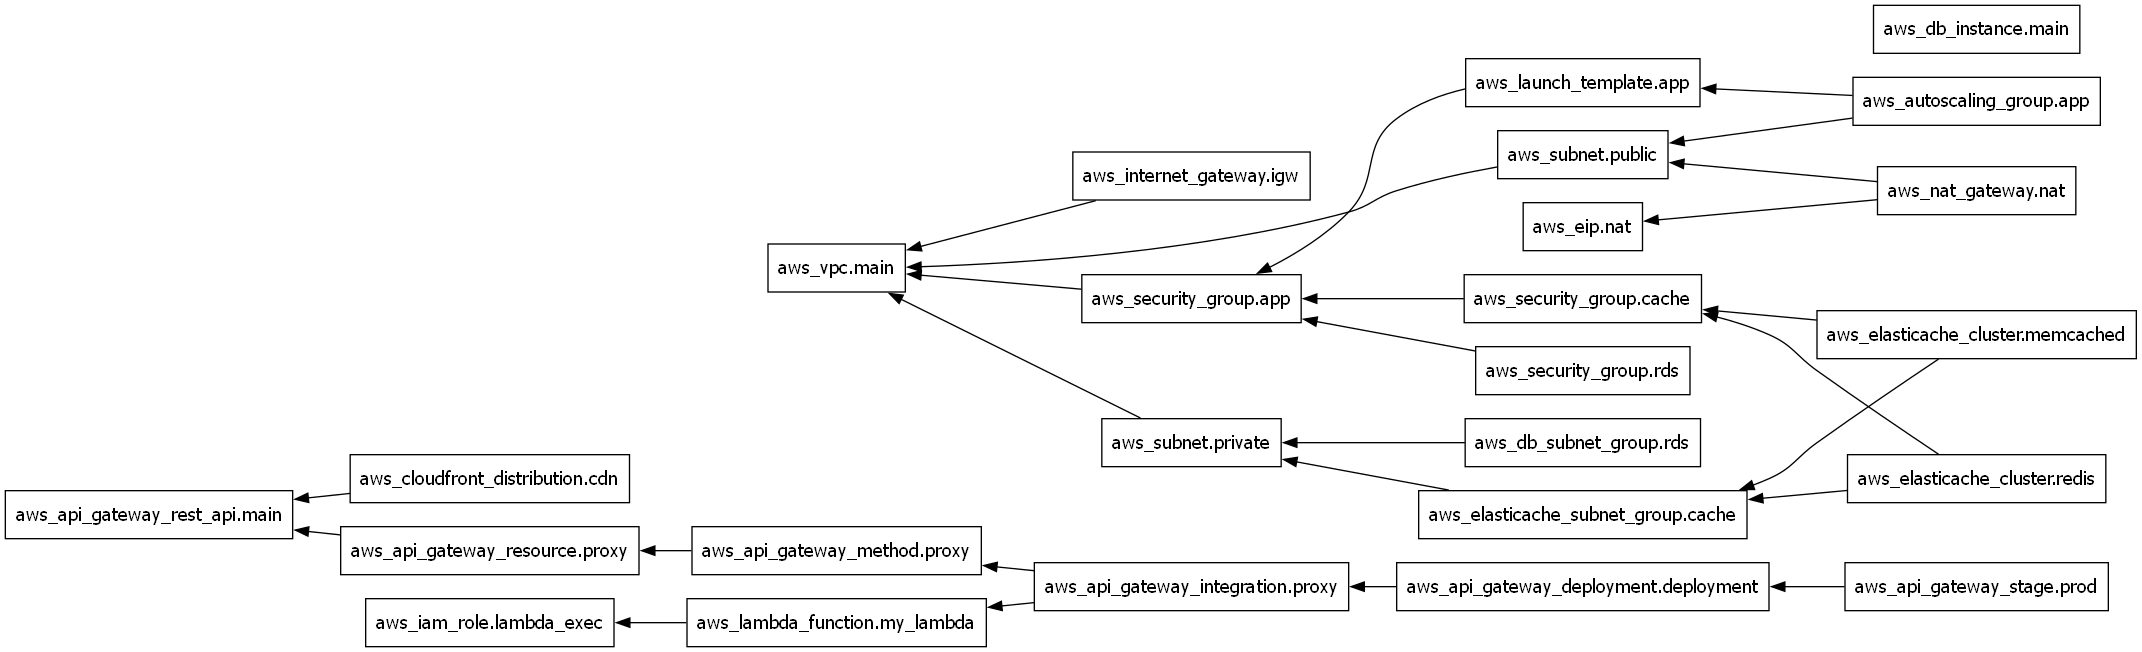 aws_db_instance.main
aws_launch_template.app
aws_autoscaling_group.app
aws_subnet.public
aws_internet_gateway.igw
aws_nat_gateway.nat
aws_eip.nat
aws_vpc.main
aws_security_group.app
aws_security_group.cache
aws_elasticache_cluster.memcached
aws_security_group.rds
aws_subnet.private
aws_db_subnet_group.rds
aws_cloudfront_distribution.cdn
aws_elasticache_cluster.redis
aws_api_gateway_rest_api.main
aws_elasticache_subnet_group.cache
aws_api_gateway_resource.proxy
aws_api_gateway_method.proxy
aws_api_gateway_integration.proxy
aws_api_gateway_deployment.deployment
aws_api_gateway_stage.prod
aws_iam_role.lambda_exec
aws_lambda_function.my_lambda